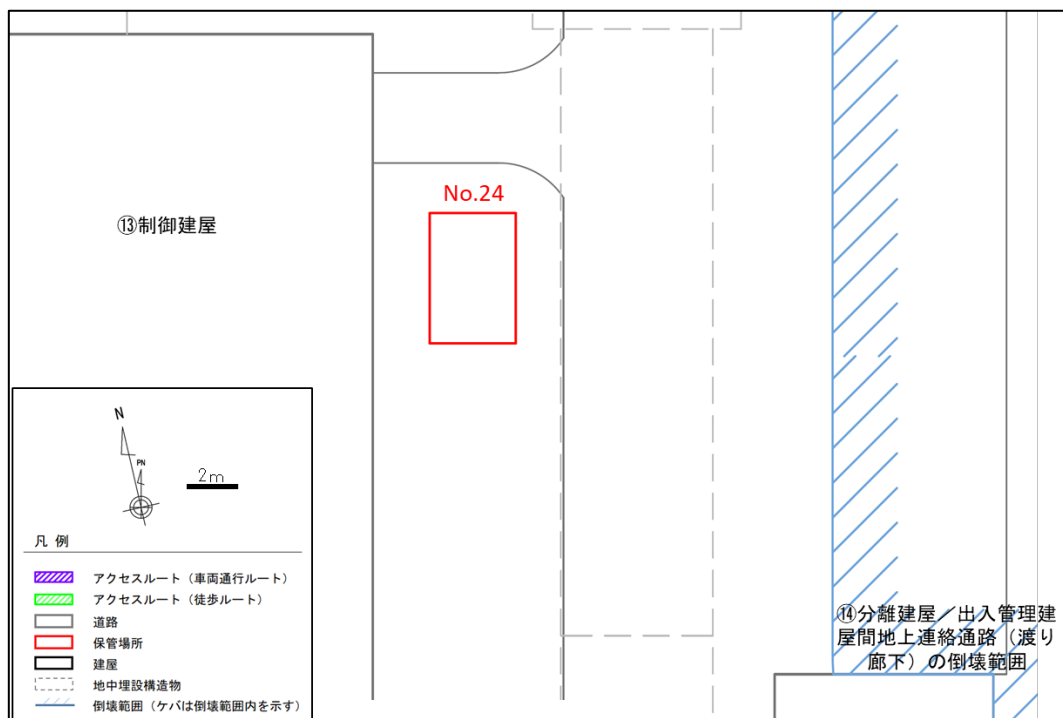 No.24
⑬制御建屋
N
PN
2m
凡 例
アクセスルート（車両通行ルート）
アクセスルート（徒歩ルート）
道路
保管場所
建屋
地中埋設構造物
倒壊範囲（ケバは倒壊範囲内を示す）
⑭分離建屋／出入管理建
屋間地上連絡通路（渡り
廊下）の倒壊範囲